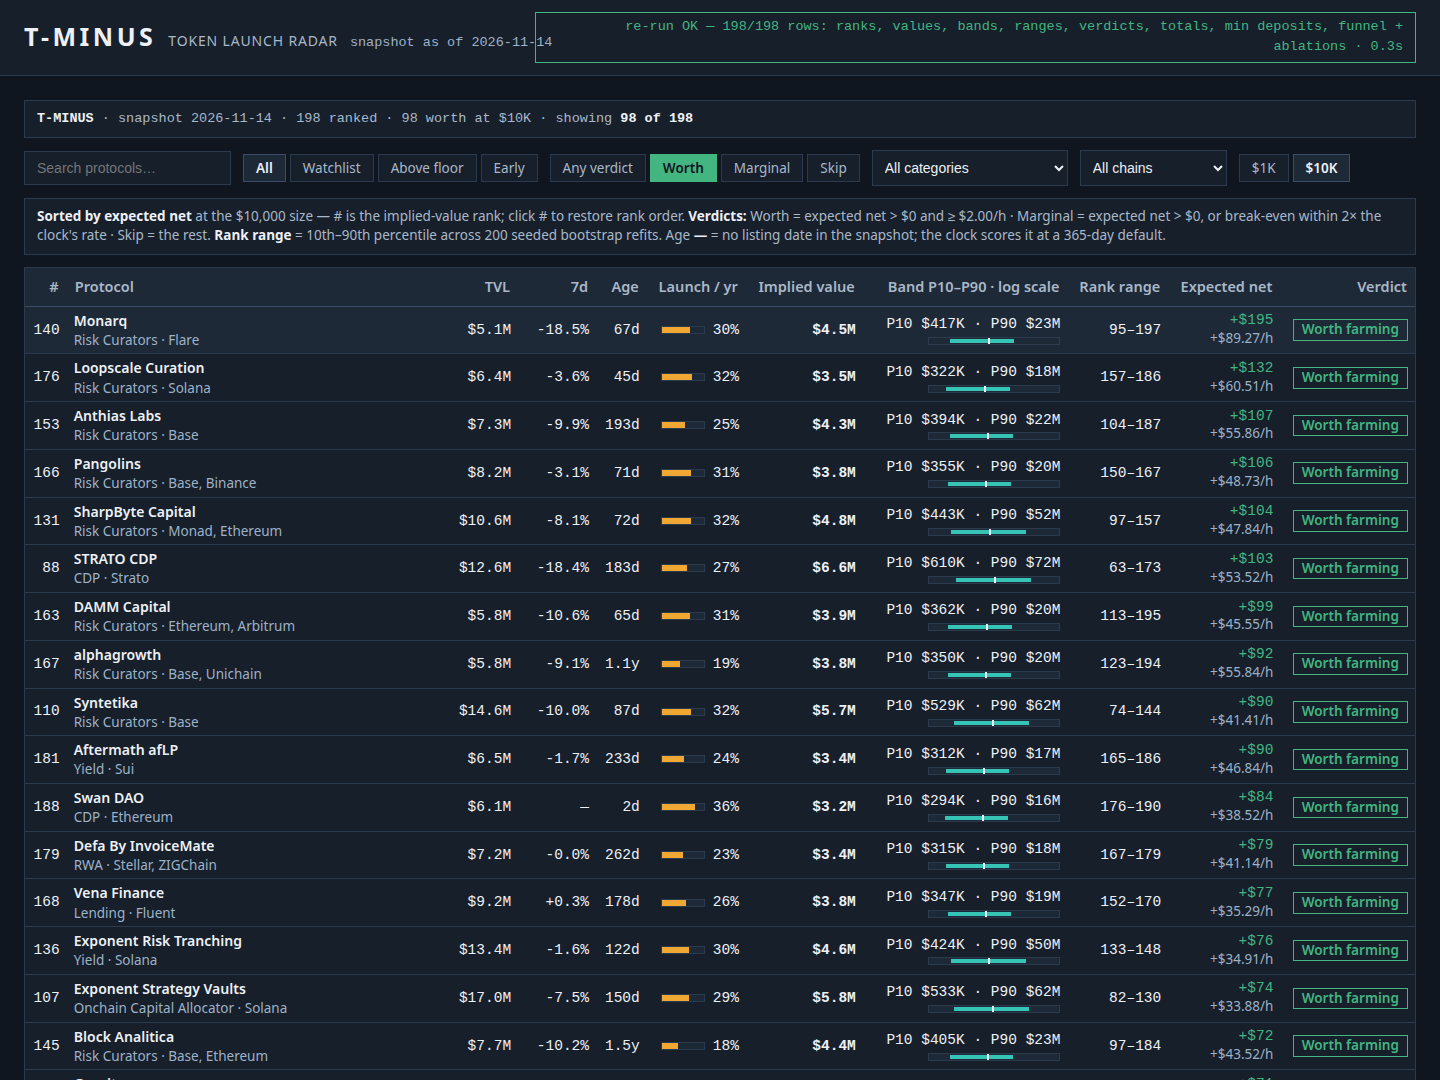 T-MINUS TOKEN LAUNCH RADAR snapshot as of 2026-11-14
re-run OK — 198/198 rows: ranks, values, bands, ranges, verdicts, totals, min deposits, funnel +
ablations · 0.3s
T-MINUS · snapshot 2026-11-14 · 198 ranked · 98 worth at $10K · showing 98 of 198
Search protocols… All Watchlist Above floor Early Any verdict Worth Marginal Skip All categories All chains $1K $10K
Sorted by expected net at the $10,000 size — # is the implied-value rank; click # to restore rank order. Verdicts: Worth = expected net > $0 and ≥ $2.00/h · Marginal = expected net > $0, or break-even within 2× the
clock's rate · Skip = the rest. Rank range = 10th–90th percentile across 200 seeded bootstrap refits. Age — = no listing date in the snapshot; the clock scores it at a 365-day default.
# Protocol TVL 7d Age Launch / yr Implied value Band P10–P90 · log scale Rank range Expected net Verdict
140 Monarq $5.1M -18.5% 67d 30% $4.5M P10 $417K · P90 $23M 95–197 +$195 Worth farming
Risk Curators · Flare +$89.27/h
176 Loopscale Curation $6.4M -3.6% 45d 32% $3.5M P10 $322K · P90 $18M 157–186 +$132 Worth farming
Risk Curators · Solana +$60.51/h
153 Anthias Labs $7.3M -9.9% 193d 25% $4.3M P10 $394K · P90 $22M 104–187 +$107 Worth farming
Risk Curators · Base +$55.86/h
166 Pangolins $8.2M -3.1% 71d 31% $3.8M P10 $355K · P90 $20M 150–167 +$106 Worth farming
Risk Curators · Base, Binance +$48.73/h
131 SharpByte Capital $10.6M -8.1% 72d 32% $4.8M P10 $443K · P90 $52M 97–157 +$104 Worth farming
Risk Curators · Monad, Ethereum +$47.84/h
88 STRATO CDP $12.6M -18.4% 183d 27% $6.6M P10 $610K · P90 $72M 63–173 +$103 Worth farming
CDP · Strato +$53.52/h
163 DAMM Capital $5.8M -10.6% 65d 31% $3.9M P10 $362K · P90 $20M 113–195 +$99 Worth farming
Risk Curators · Ethereum, Arbitrum +$45.55/h
167 alphagrowth $5.8M -9.1% 1.1y 19% $3.8M P10 $350K · P90 $20M 123–194 +$92 Worth farming
Risk Curators · Base, Unichain +$55.84/h
110 Syntetika $14.6M -10.0% 87d 32% $5.7M P10 $529K · P90 $62M 74–144 +$90 Worth farming
Risk Curators · Base +$41.41/h
181 Aftermath afLP $6.5M -1.7% 233d 24% $3.4M P10 $312K · P90 $17M 165–186 +$90 Worth farming
Yield · Sui +$46.84/h
188 Swan DAO $6.1M — 2d 36% $3.2M P10 $294K · P90 $16M 176–190 +$84 Worth farming
CDP · Ethereum +$38.52/h
179 Defa By InvoiceMate $7.2M -0.0% 262d 23% $3.4M P10 $315K · P90 $18M 167–179 +$79 Worth farming
RWA · Stellar, ZIGChain +$41.14/h
168 Vena Finance $9.2M +0.3% 178d 26% $3.8M P10 $347K · P90 $19M 152–170 +$77 Worth farming
Lending · Fluent +$35.29/h
136 Exponent Risk Tranching $13.4M -1.6% 122d 30% $4.6M P10 $424K · P90 $50M 133–148 +$76 Worth farming
Yield · Solana +$34.91/h
107 Exponent Strategy Vaults $17.0M -7.5% 150d 29% $5.8M P10 $533K · P90 $62M 82–130 +$74 Worth farming
Onchain Capital Allocator · Solana +$33.88/h
145 Block Analitica $7.7M -10.2% 1.5y 18% $4.4M P10 $405K · P90 $23M 97–184 +$72 Worth farming
Risk Curators · Base, Ethereum +$43.52/h